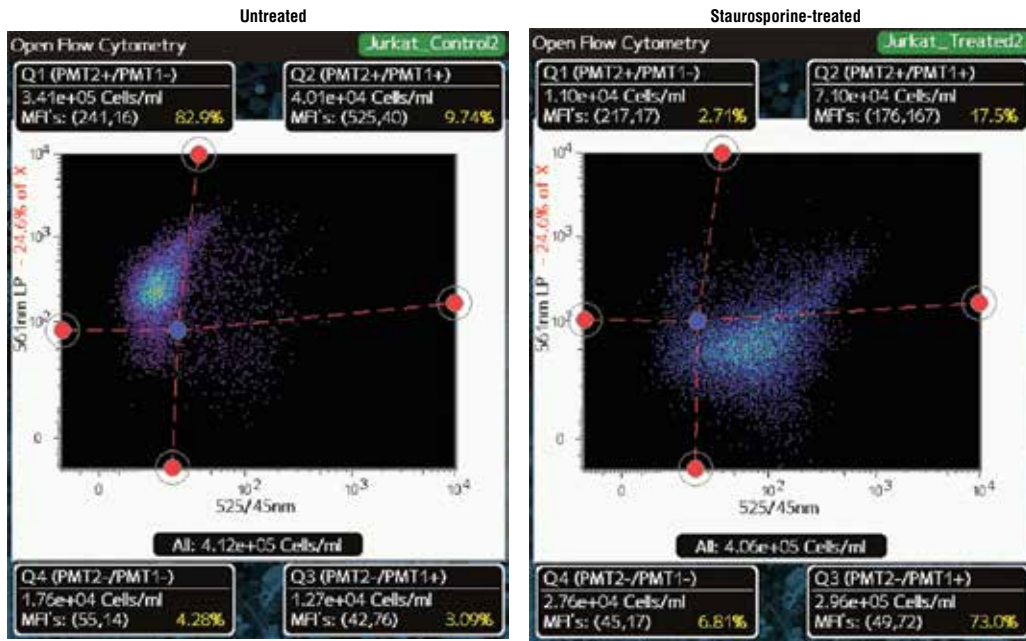 Untreated
Open Flow Cytometry
Jurkat_Control2
Q1 (PMT2+/PMT1-)
3.41e+05 Cells/ml
MFI's: (241,16) 82.9%
Q2 (PMT2+/PMT1+)
4.01e+04 Cells/ml
MFI's: (525,40) 9.74%
561nm LP - 24.6% of X
10⁴
10³
10²
0
0
10²
10³
10⁴
525/45nm
All: 4.12e+05 Cells/ml
Q4 (PMT2-/PMT1-)
1.76e+04 Cells/ml
MFI's: (55,14) 4.28%
Q3 (PMT2-/PMT1+)
1.27e+04 Cells/ml
MFI's: (42,76) 3.09%
Staurosporine-treated
Open Flow Cytometry
Jurkat_Treated2
Q1 (PMT2+/PMT1-)
1.10e+04 Cells/ml
MFI's: (217,17) 2.71%
Q2 (PMT2+/PMT1+)
7.10e+04 Cells/ml
MFI's: (176,167) 17.5%
561nm LP - 24.6% of X
10⁴
10³
10²
0
0
10²
10³
10⁴
525/45nm
All: 4.06e+05 Cells/ml
Q4 (PMT2-/PMT1-)
2.76e+04 Cells/ml
MFI's: (45,17) 6.81%
Q3 (PMT2-/PMT1+)
2.96e+05 Cells/ml
MFI's: (49,72) 73.0%